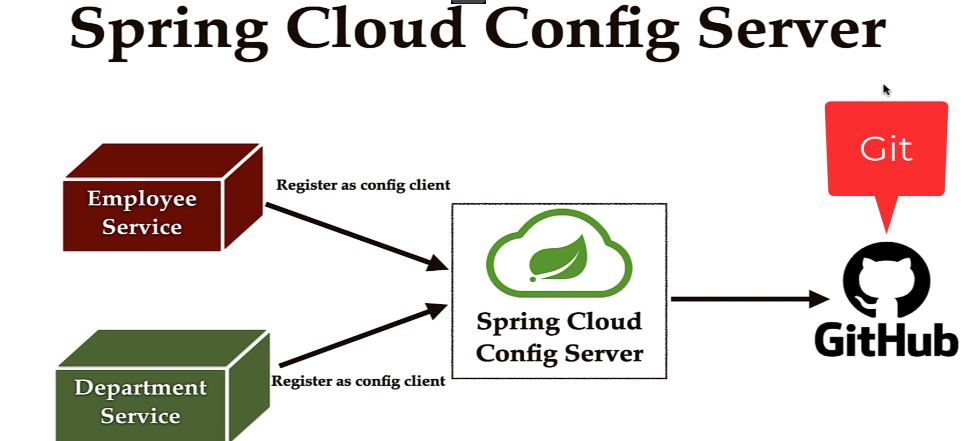 Spring Cloud Config Server
Git
Employee
Service
Register as config client
Spring Cloud
Config Server
GitHub
Register as config client
Department
Service